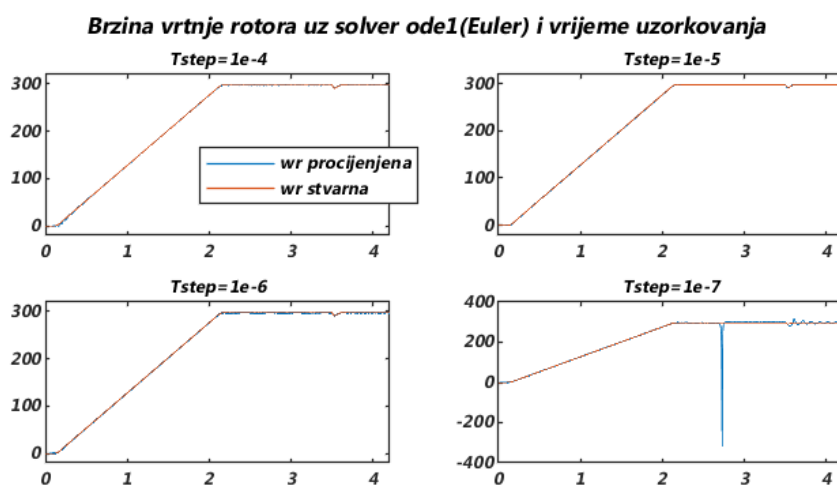 Brzina vrtnje rotora uz solver ode1(Euler) i vrijeme uzorkovanja
Tstep=1e-4
300
200
100
0
0 1 2 3 4
wr procijenjena
wr stvarna
Tstep=1e-5
300
200
100
0
0 1 2 3 4
Tstep=1e-6
300
200
100
0
0 1 2 3 4
Tstep=1e-7
400
200
0
-200
-400
0 1 2 3 4